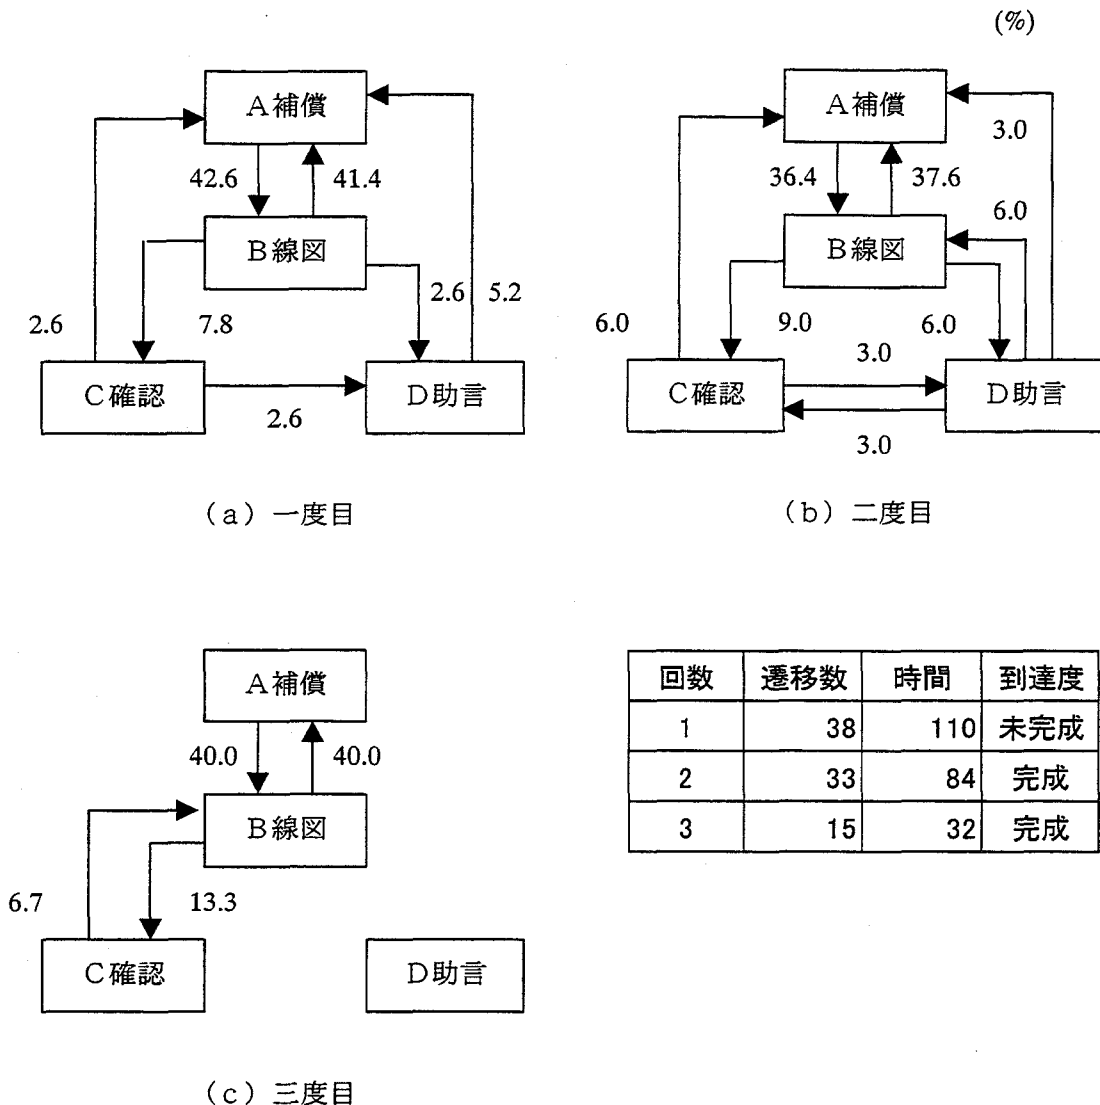 (%)
A補償
42.6
41.4
B線図
2.6
7.8
2.6
5.2
C確認
D助言
2.6
(a) 一度目
A補償
3.0
36.4
37.6
6.0
B線図
6.0
9.0
6.0
3.0
C確認
D助言
3.0
(b) 二度目
A補償
40.0
40.0
B線図
6.7
13.3
C確認
D助言
(c) 三度目
回数 遷移数 時間 到達度
1 38 110 未完成
2 33 84 完成
3 15 32 完成